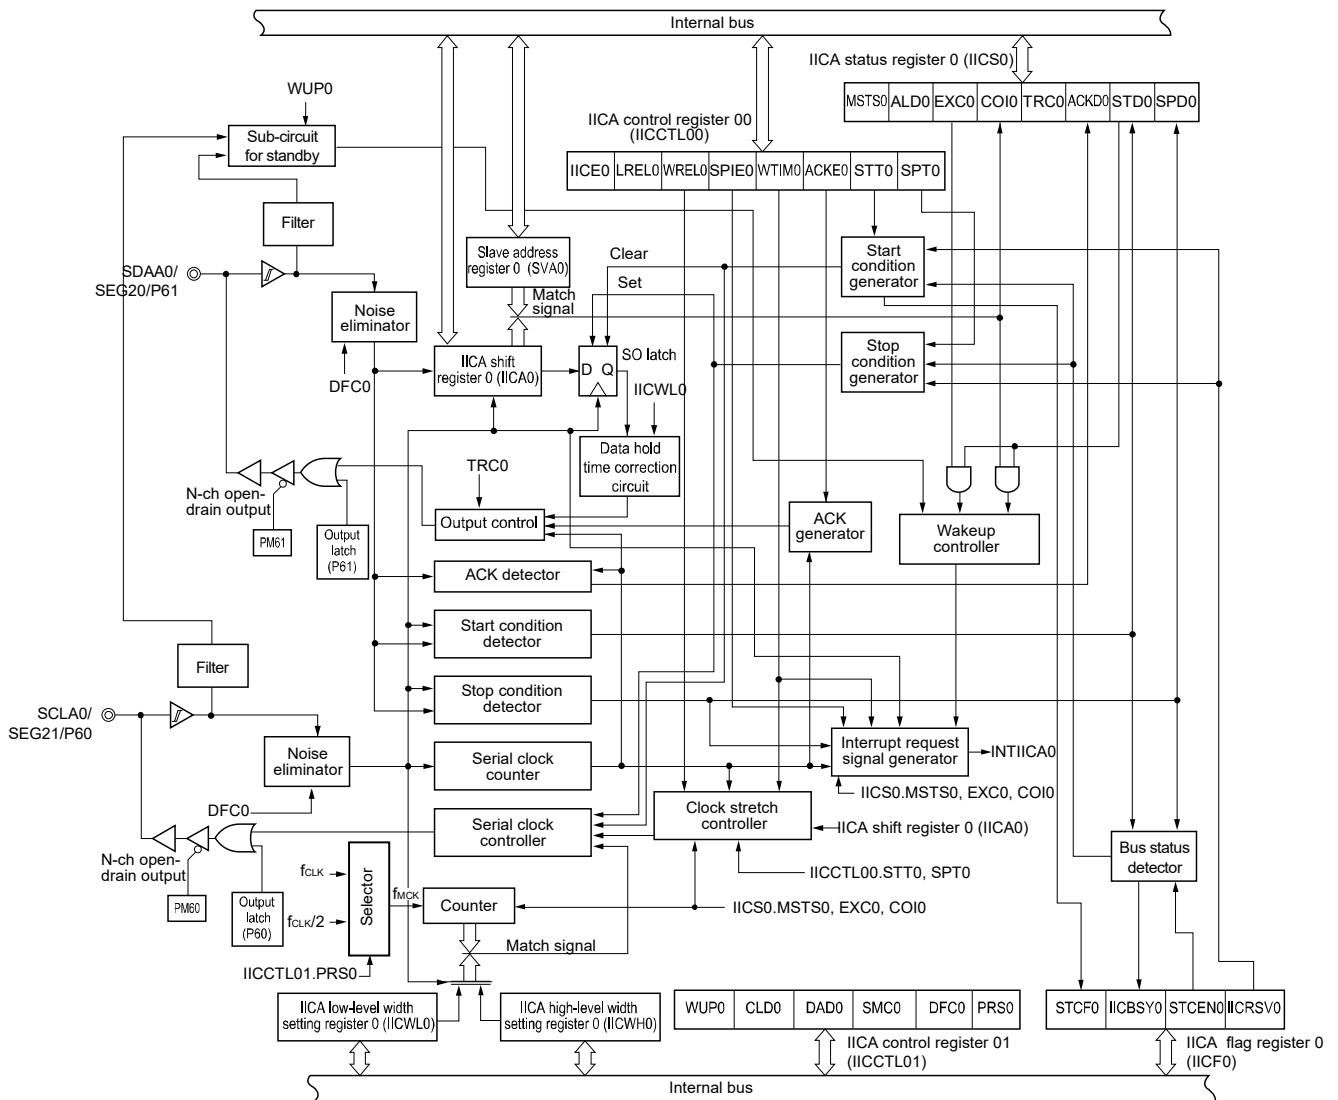 Internal bus
IICA status register 0 (IICS0)
MSTS0 ALD0 EXC0 COI0 TRC0 ACKD0 STD0 SPD0
WUP0
IICA control register 00
(IICCTL00)
Sub-circuit
for standby
IICE0 LREL0 WREL0 SPIE0 WTIM0 ACKE0 STT0 SPT0
Filter
Slave address
register 0 (SVA0)
Clear
Start
condition
generator
SDAA0/
SEG20/P61
Set
Match
signal
Noise
eliminator
Stop
condition
generator
IICA shift
register 0 (IICA0)
SO latch
D Q
DFC0
IICWL0
Data hold
time correction
circuit
TRC0
N-ch open-
drain output
Output control
ACK
generator
Wakeup
controller
PM61
Output
latch
(P61)
ACK detector
Start condition
detector
Filter
Stop condition
detector
SCLA0/
SEG21/P60
Noise
eliminator
Serial clock
counter
Interrupt request
signal generator
INTIICA0
IICS0.MSTS0, EXC0, COI0
DFC0
Clock stretch
controller
Serial clock
controller
IICA shift register 0 (IICA0)
Bus status
detector
N-ch open-
drain output
IICCTL00.STT0, SPT0
fCLK
Selector
fMCK
Counter
IICS0.MSTS0, EXC0, COI0
PM60
Output
latch
(P60)
fCLK/2
Match signal
IICCTL01.PRS0
IICA low-level width
setting register 0 (IICWL0)
IICA high-level width
setting register 0 (IICWH0)
WUP0 CLD0 DAD0 SMC0 DFC0 PRS0
STCF0 IICBSY0 STCEN0 IICRSV0
IICA control register 01
(IICCTL01)
IICA flag register 0
(IICF0)
Internal bus